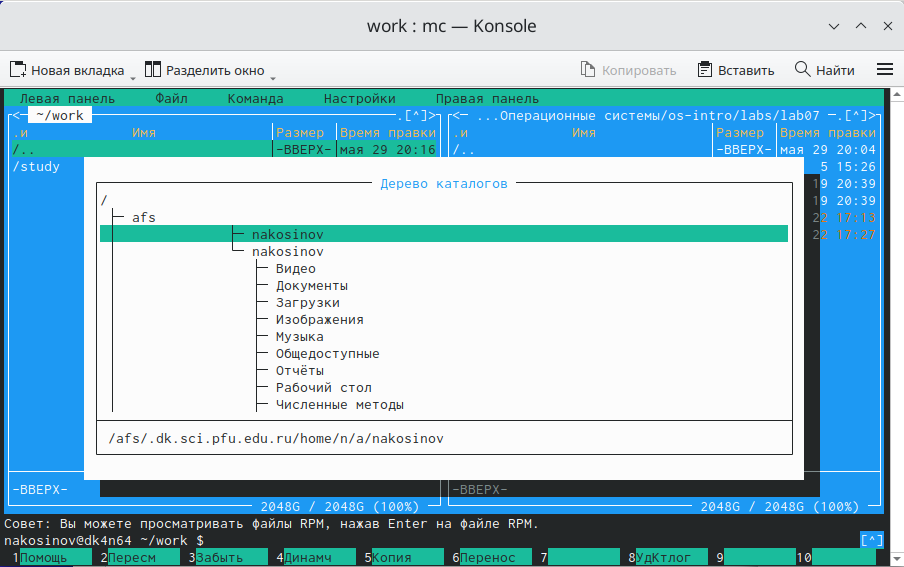 work : mc — Konsole
Новая вкладка Разделить окно Копировать Вставить Найти
Левая панель Файл Команда Настройки Правая панель
<─ ~/work .[^]> <─ ...Операционные системы/os-intro/labs/lab07 ─.[^]>
.и Имя Размер Время правки .и Имя Размер Время правки
/.. -ВВЕРХ- мая 29 20:16 /.. -ВВЕРХ- мая 29 20:04
/study 5 15:26
Дерево каталогов 19 20:39
/ 19 20:39
afs 22 17:13
nakosinov 22 17:27
nakosinov
Видео
Документы
Загрузки
Изображения
Музыка
Общедоступные
Отчёты
Рабочий стол
Численные методы
/afs/.dk.sci.pfu.edu.ru/home/n/a/nakosinov
-ВВЕРХ- -ВВЕРХ-
2048G / 2048G (100%) 2048G / 2048G (100%)
Совет: Вы можете просматривать файлы RPM, нажав Enter на файле RPM.
nakosinov@dk4n64 ~/work $ [^]
1Помощь 2Пересм 3Забыть 4Динамч 5Копия 6Перенос 7 8УдКтлог 9 10